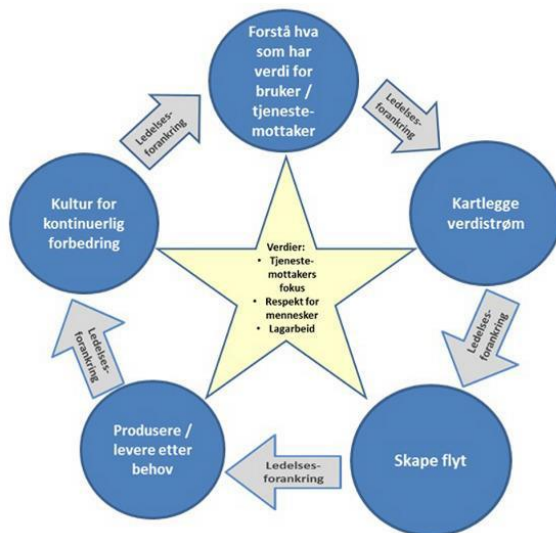 Forstå hva
som har
verdi for
bruker /
tjeneste-
mottaker
Ledelses-
forankring
Kartlegge
verdistrøm
Ledelses-
forankring
Skape flyt
Ledelses-
forankring
Produsere /
levere etter
behov
Ledelses-
forankring
Kultur for
kontinuerlig
forbedring
Ledelses-
forankring
Verdier:
• Tjeneste-
mottakers
fokus
• Respekt for
mennesker
• Lagarbeid